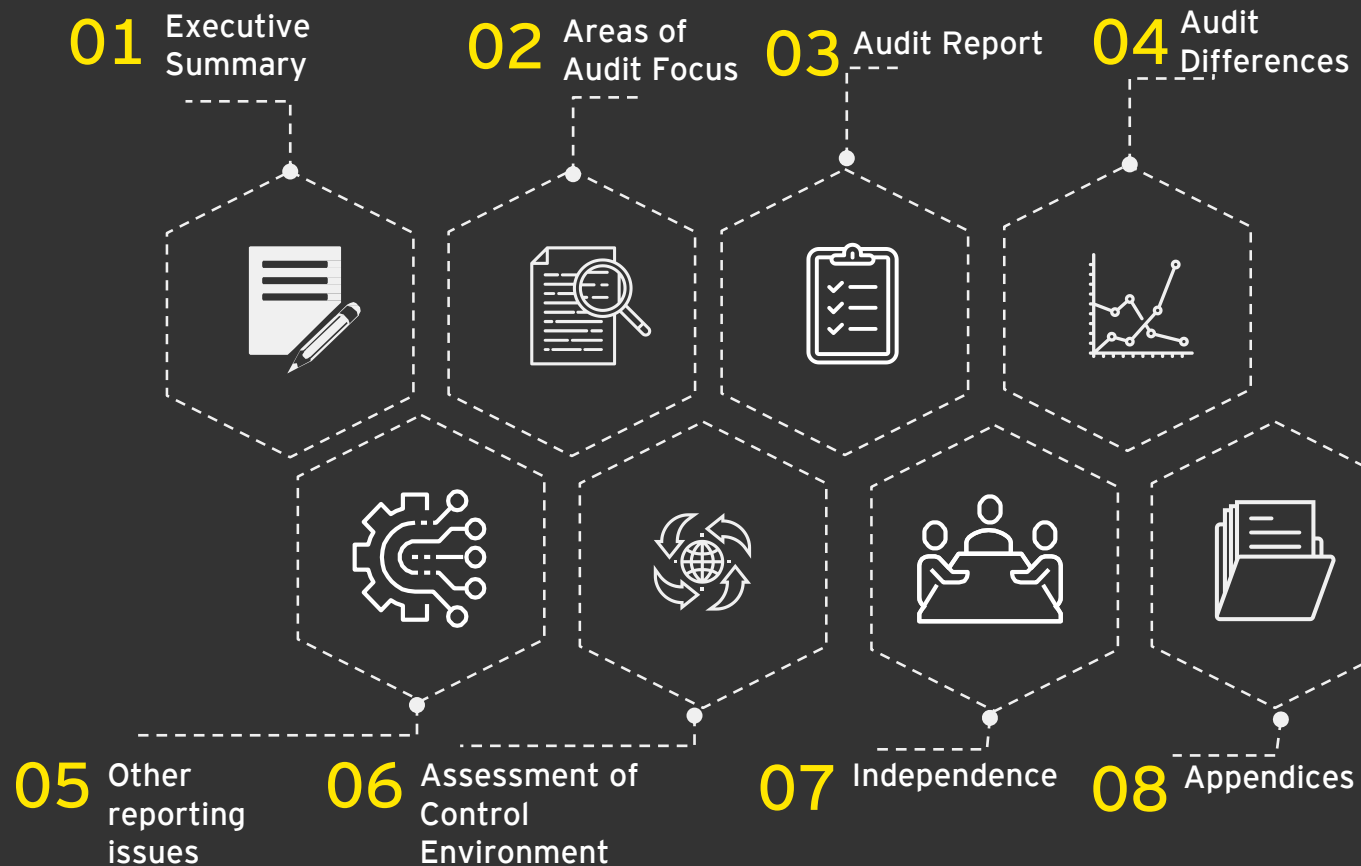 01 Executive
Summary
02 Areas of
Audit Focus
03 Audit Report
04 Audit
Differences
05 Other
reporting
issues
06 Assessment of
Control
Environment
07 Independence
08 Appendices